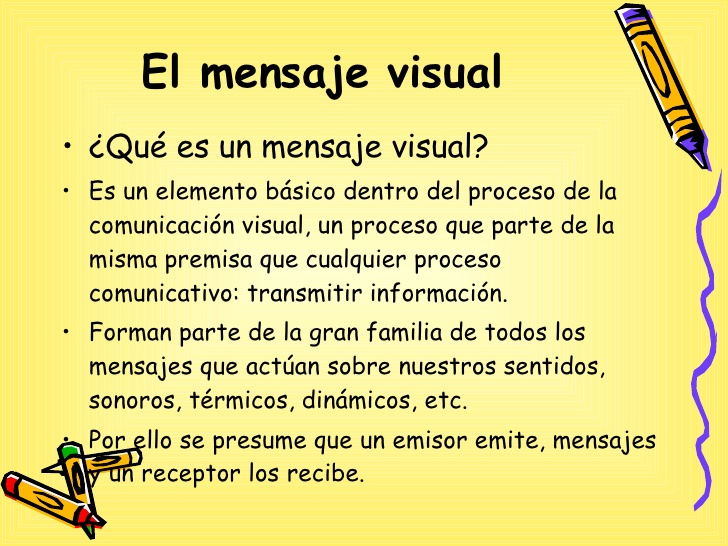 El mensaje visual
• ¿Qué es un mensaje visual?
• Es un elemento básico dentro del proceso de la
comunicación visual, un proceso que parte de la
misma premisa que cualquier proceso
comunicativo: transmitir información.
• Forman parte de la gran familia de todos los
mensajes que actúan sobre nuestros sentidos,
sonoros, térmicos, dinámicos, etc.
• Por ello se presume que un emisor emite, mensajes
y un receptor los recibe.